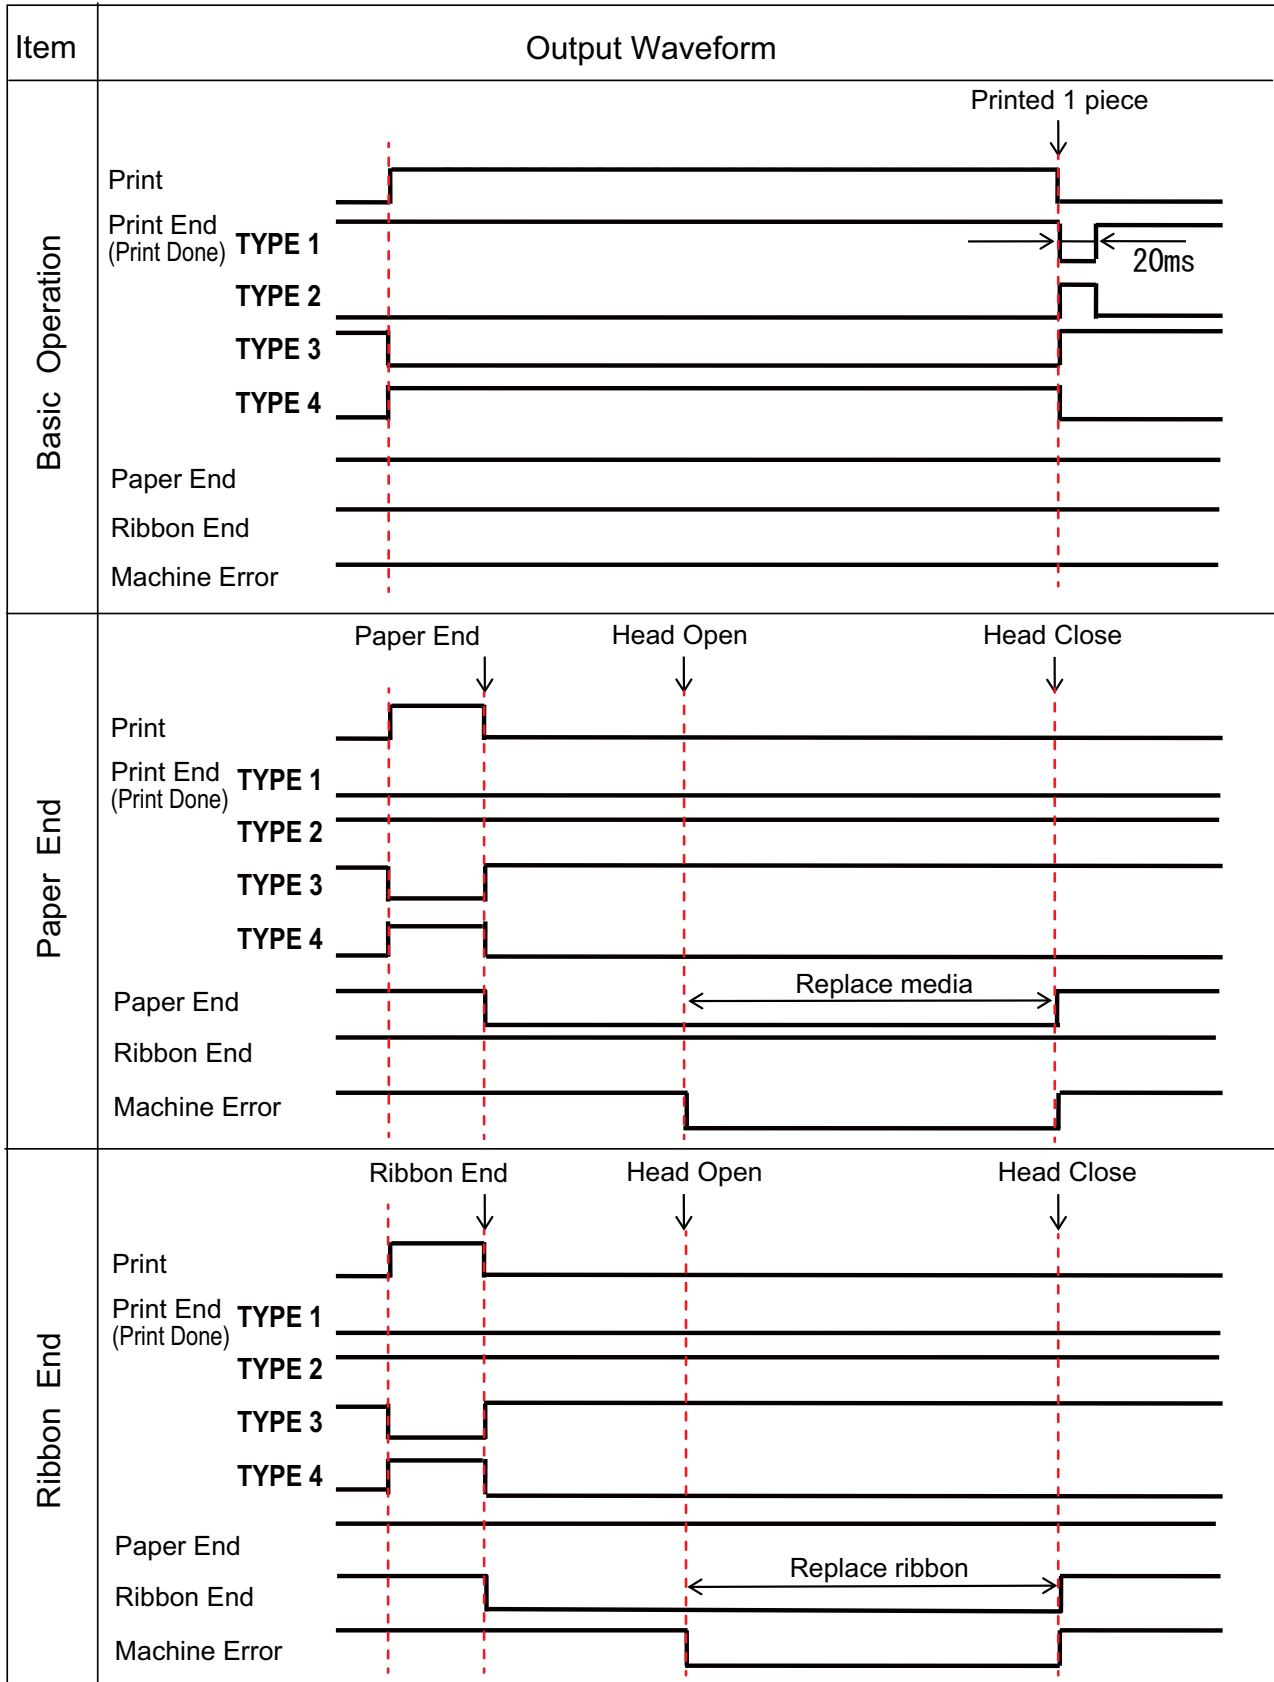 Item
Output Waveform
Basic Operation
Printed 1 piece
Print
Print End
(Print Done)
TYPE 1
20ms
TYPE 2
TYPE 3
TYPE 4
Paper End
Ribbon End
Machine Error
Paper End
Paper End
Head Open
Head Close
Print
Print End
(Print Done)
TYPE 1
TYPE 2
TYPE 3
TYPE 4
Paper End
Replace media
Ribbon End
Machine Error
Ribbon End
Ribbon End
Head Open
Head Close
Print
Print End
(Print Done)
TYPE 1
TYPE 2
TYPE 3
TYPE 4
Paper End
Ribbon End
Replace ribbon
Machine Error